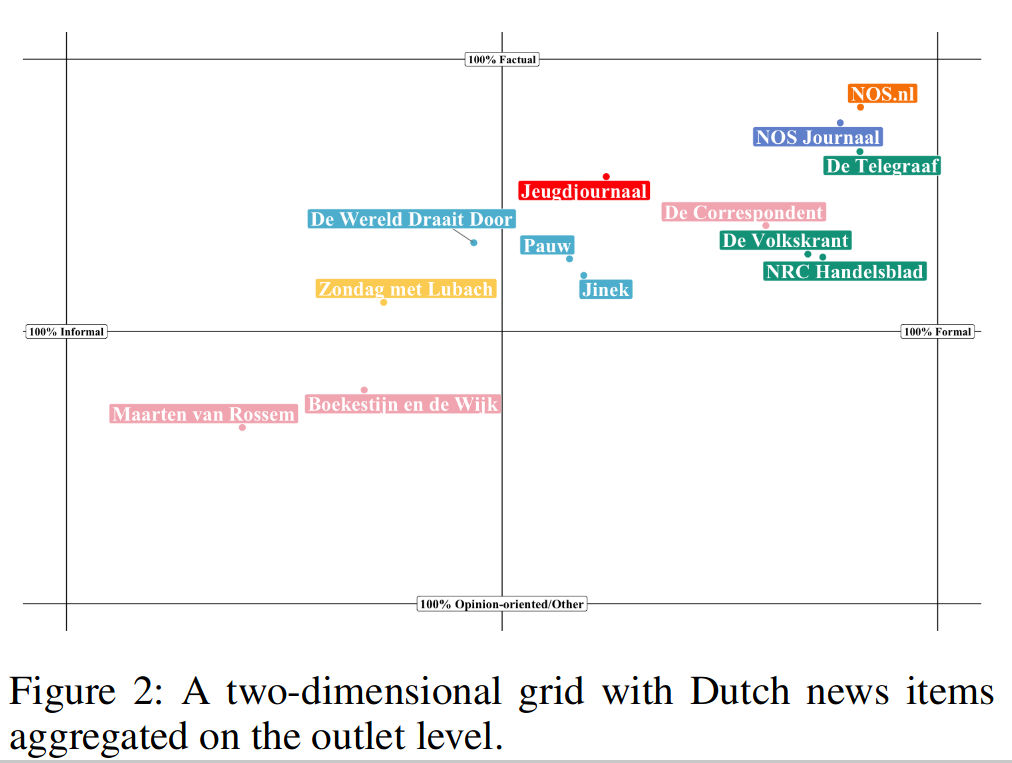 100% Factual
NOS.nl
NOS Journaal
De Telegraaf
Jeugdjournaal
De Correspondent
De Wereld Draait Door
De Volkskrant
Pauw
NRC Handelsblad
Zondag met Lubach
Jinek
100% Informal
100% Formal
Boekestijn en de Wijk
Maarten van Rossem
100% Opinion-oriented/Other
Figure 2: A two-dimensional grid with Dutch news items
aggregated on the outlet level.